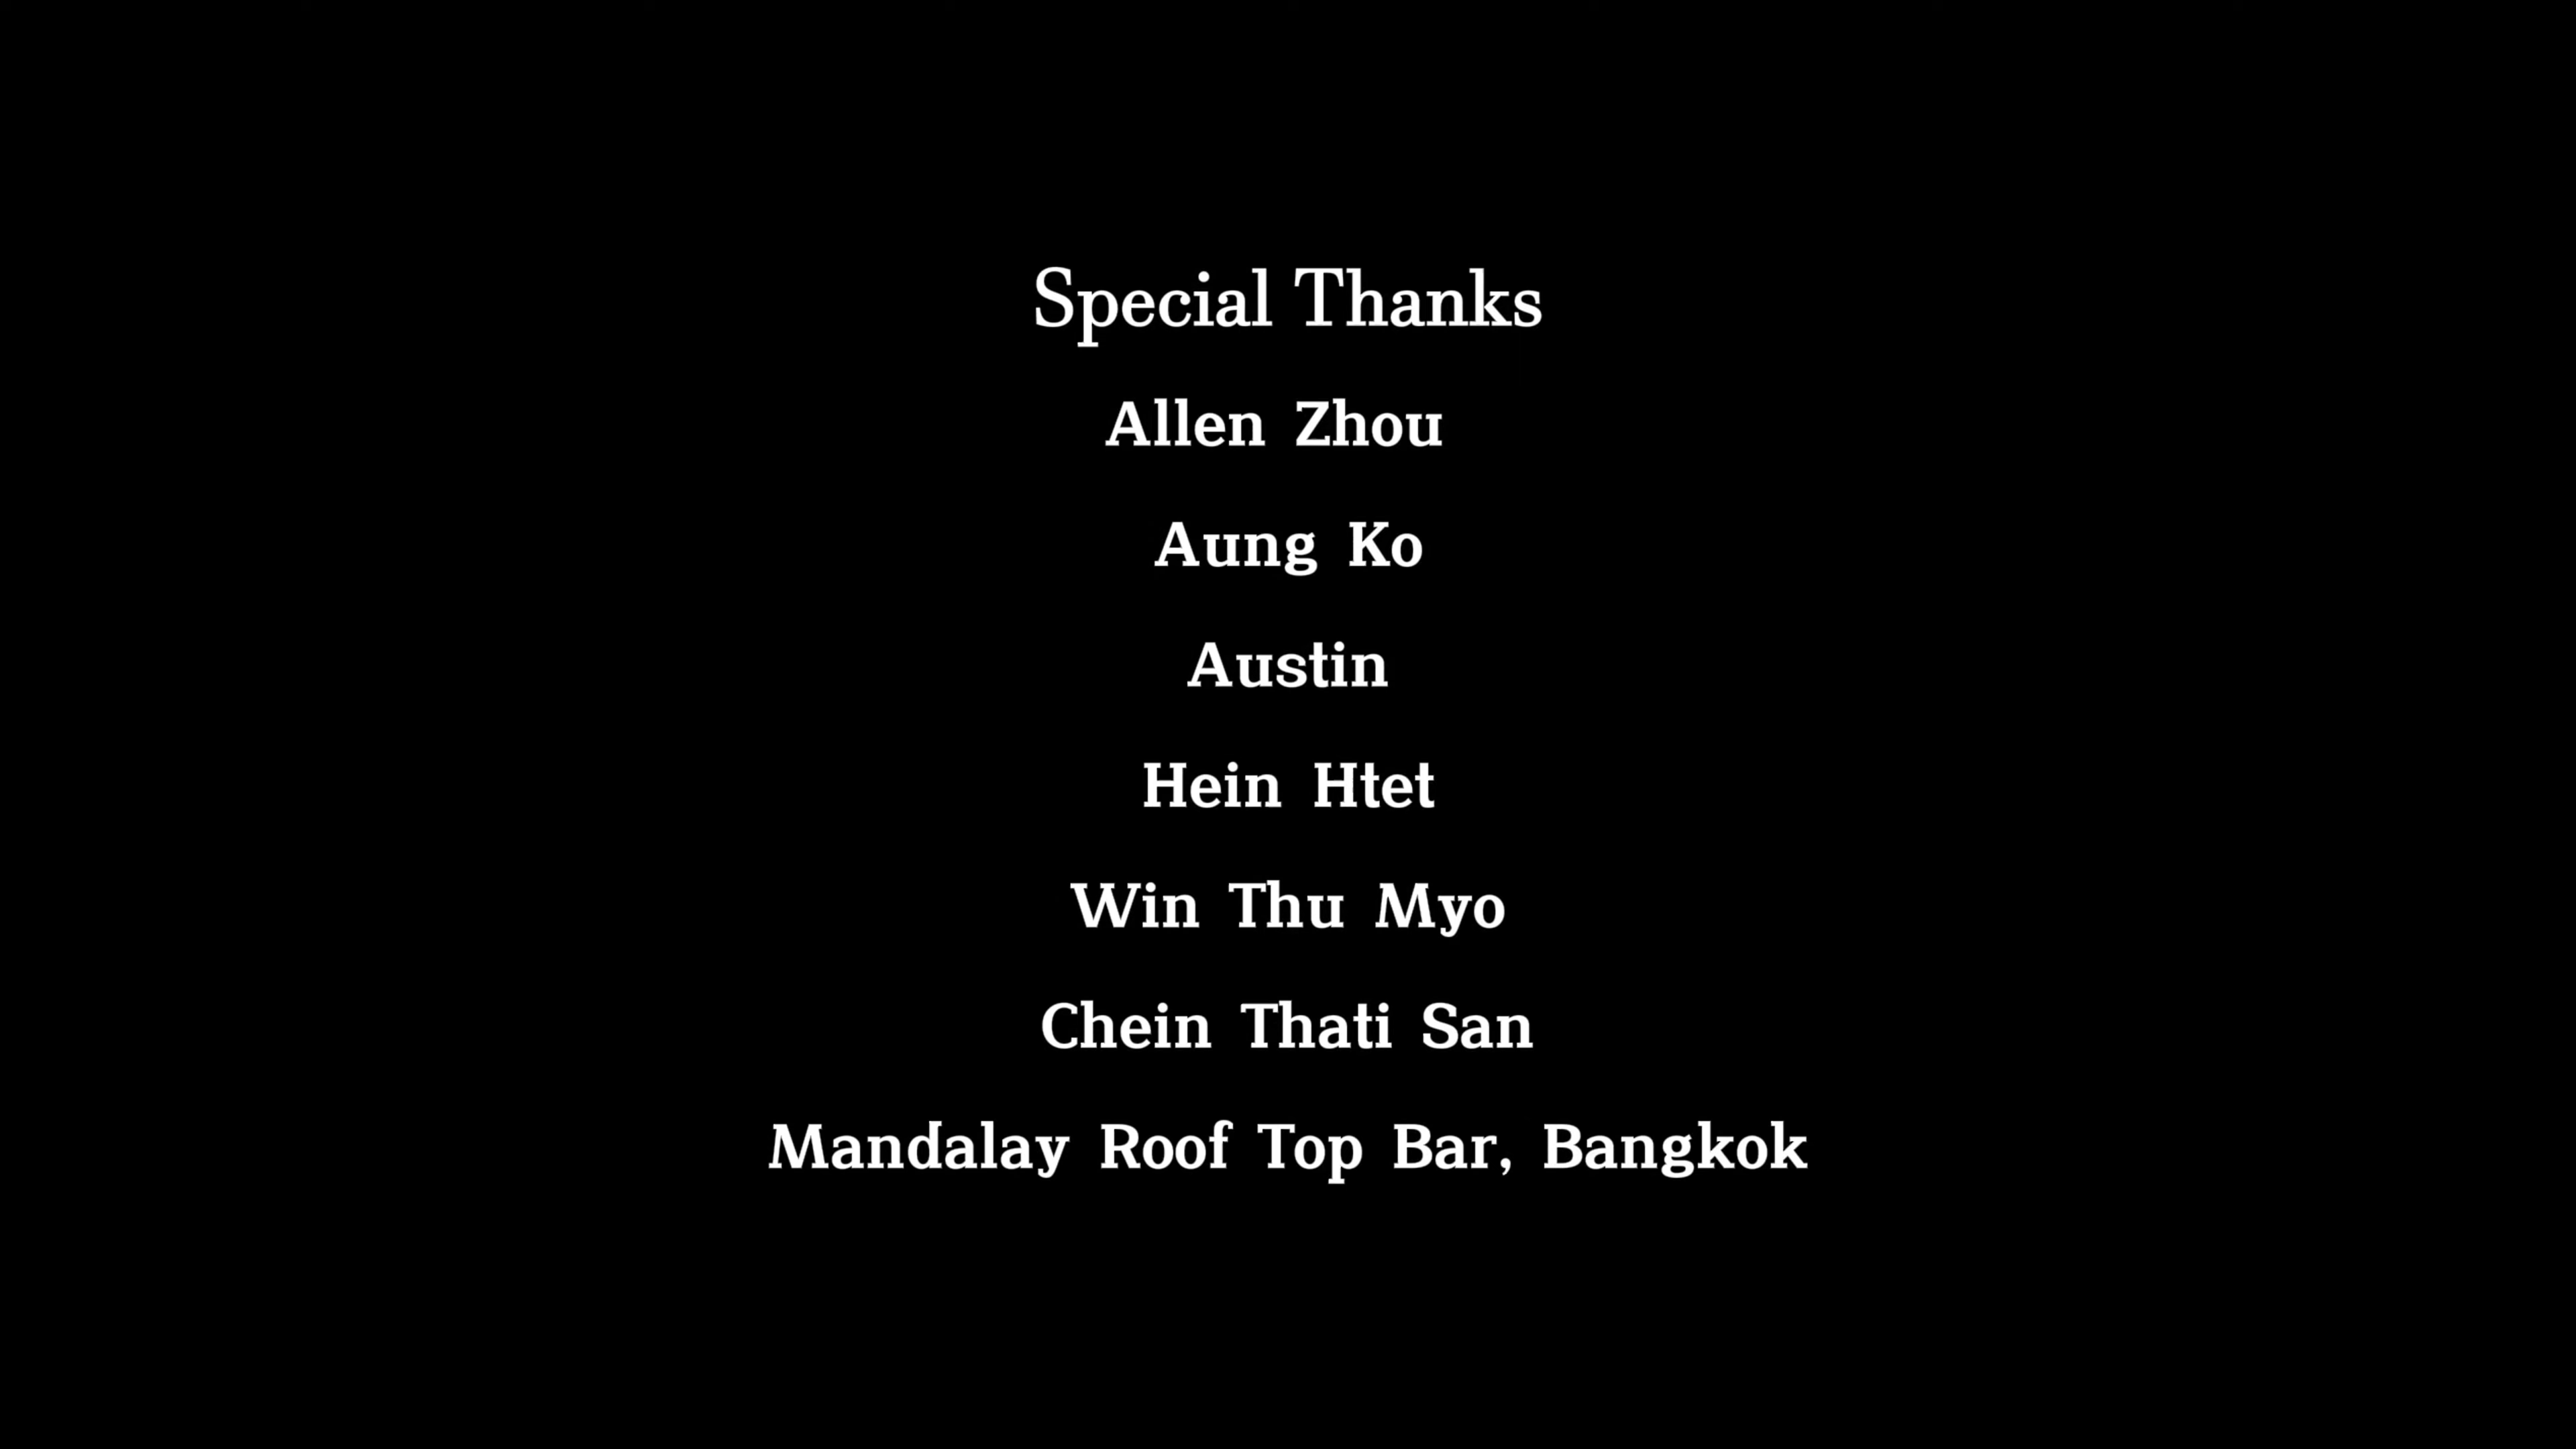 Special Thanks
Allen Zhou
Aung Ko
Austin
Hein Htet
Win Thu Myo
Chein Thati San
Mandalay Roof Top Bar, Bangkok